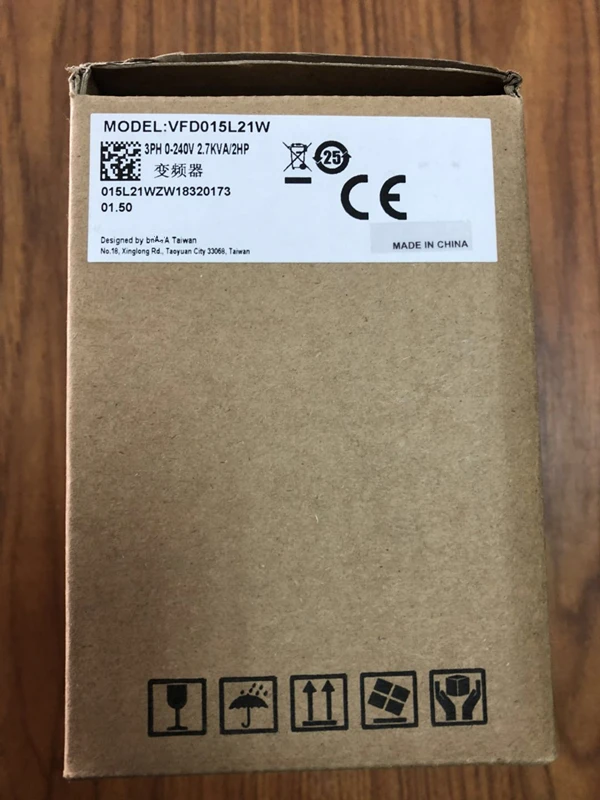 MODEL:VFD015L21W
3PH 0-240V 2.7KVA/2HP
变频器
25
015L21WZW18320173
01.50
CE
Designed by Taiwan
No.18, Xinglong Rd., Taoyuan City 33068, Taiwan
MADE IN CHINA